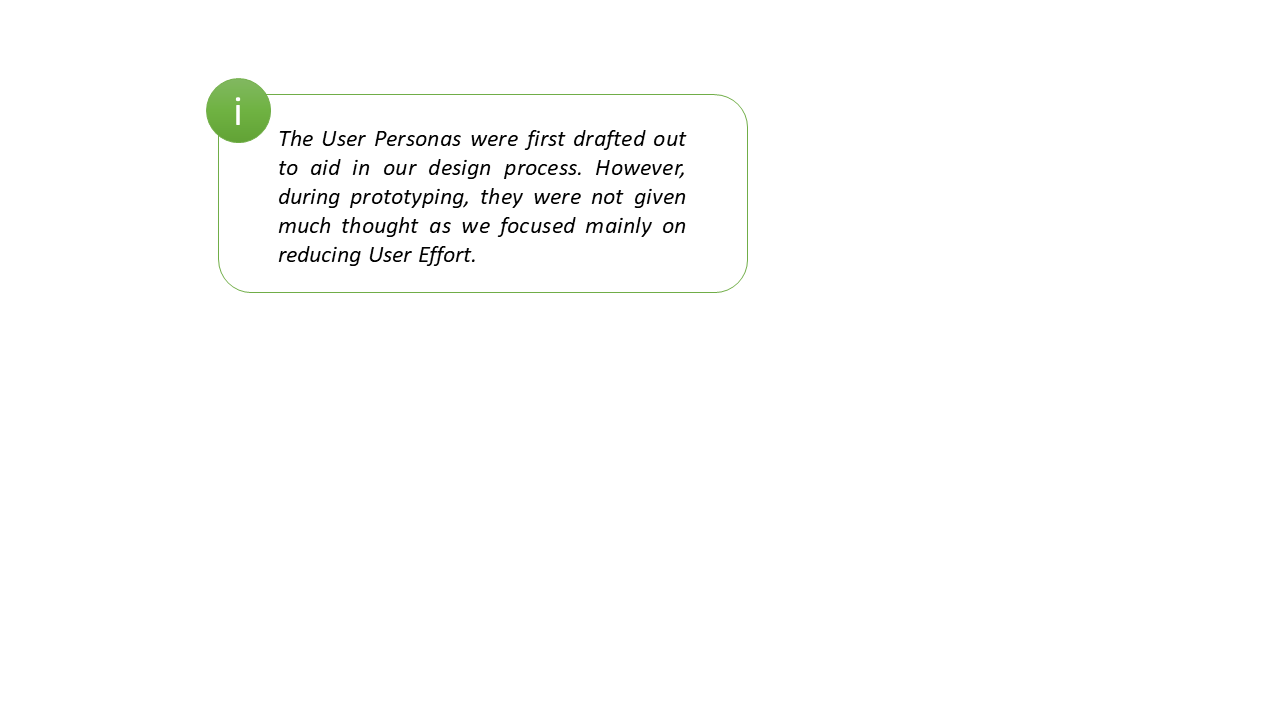 i
The User Personas were first drafted out
to aid in our design process. However,
during prototyping, they were not given
much thought as we focused mainly on
reducing User Effort.